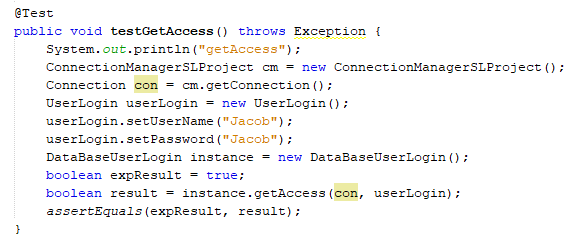 @Test
public void testGetAccess() throws Exception {
System.out.println("getAccess");
ConnectionManagerSLProject cm = new ConnectionManagerSLProject();
Connection con = cm.getConnection();
UserLogin userLogin = new UserLogin();
userLogin.setUserName("Jacob");
userLogin.setPassword("Jacob");
DataBaseUserLogin instance = new DataBaseUserLogin();
boolean expResult = true;
boolean result = instance.getAccess(con, userLogin);
assertEquals(expResult, result);
}